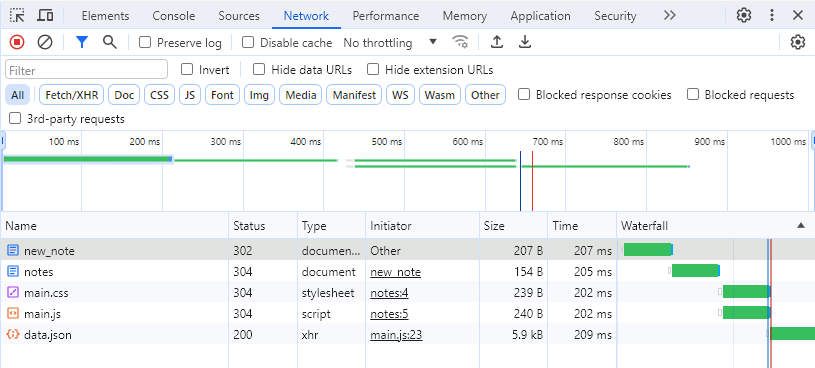 Elements Console Sources Network Performance Memory Application Security
Preserve log Disable cache No throttling
Filter Invert Hide data URLs Hide extension URLs
All Fetch/XHR Doc CSS JS Font Img Media Manifest WS Wasm Other Blocked response cookies Blocked requests
3rd-party requests
100 ms 200 ms 300 ms 400 ms 500 ms 600 ms 700 ms 800 ms 900 ms 1000 ms
Name Status Type Initiator Size Time Waterfall
new_note 302 documen... Other 207 B 207 ms
notes 304 document new_note 154 B 205 ms
main.css 304 stylesheet notes:4 239 B 202 ms
main.js 304 script notes:5 240 B 202 ms
data.json 200 xhr main.js:23 5.9 kB 209 ms